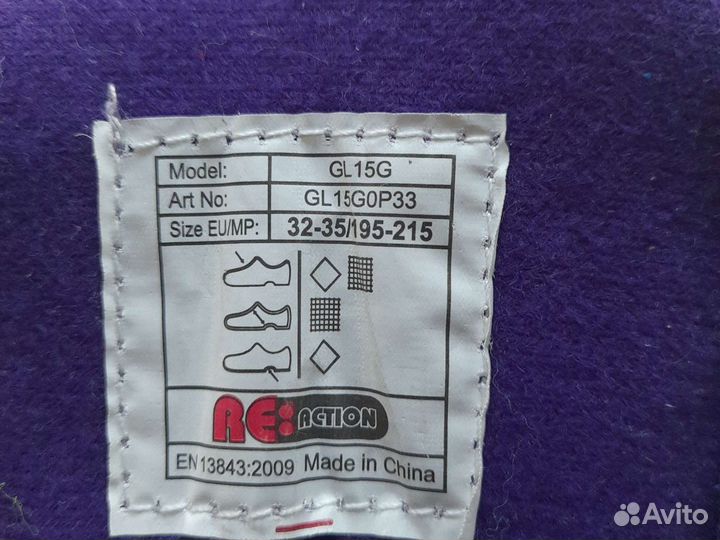 Model: GL15G
Art No: GL15G0P33
Size EU/MP: 32-35/195-215
RE:ACTION
EN13843:2009 Made in China
Avito